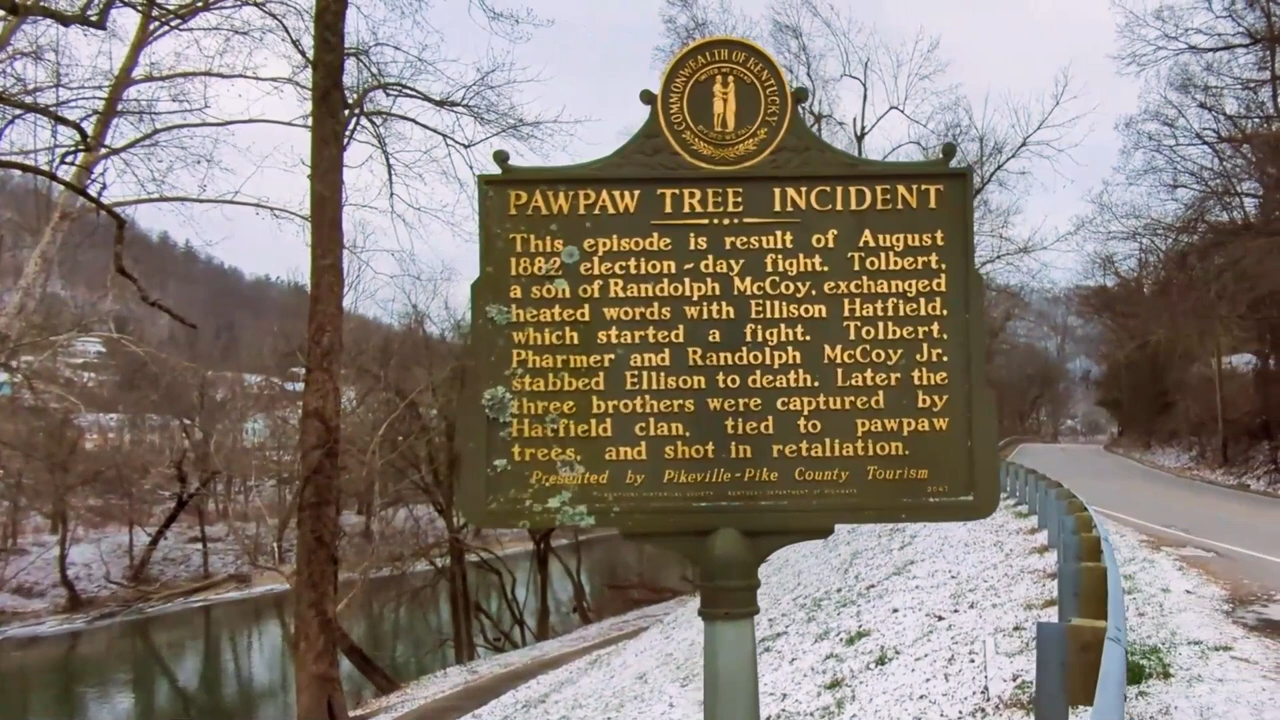 COMMONWEALTH OF KENTUCKY
UNITED WE STAND
DIVIDED WE FALL
PAWPAW TREE INCIDENT
This episode is result of August
1882 election-day fight. Tolbert,
a son of Randolph McCoy, exchanged
heated words with Ellison Hatfield,
which started a fight. Tolbert,
Pharmer and Randolph McCoy Jr.
stabbed Ellison to death. Later the
three brothers were captured by
Hatfield clan, tied to pawpaw
trees, and shot in retaliation.
Presented by Pikeville-Pike County Tourism
KENTUCKY HISTORICAL SOCIETY KENTUCKY DEPARTMENT OF HIGHWAYS